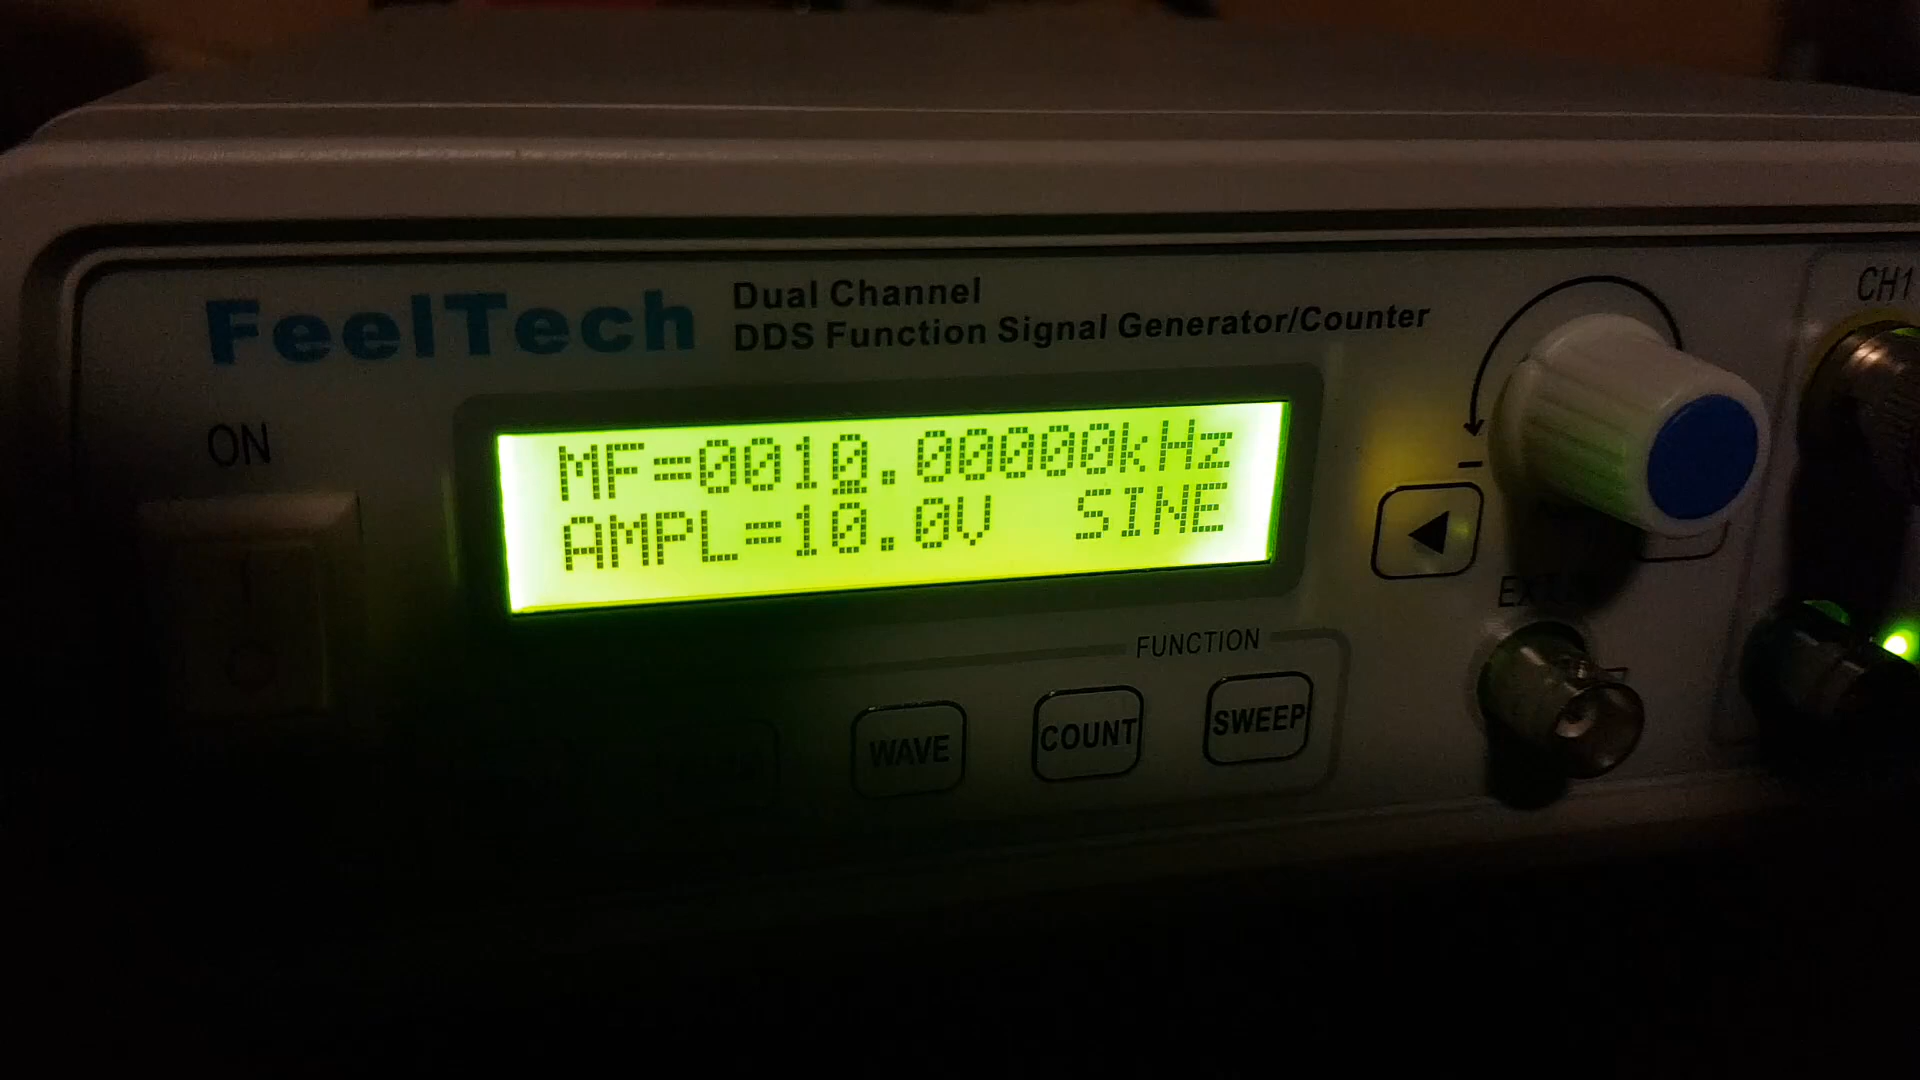 FeelTech
Dual Channel
DDS Function Signal Generator/Counter
CH1
ON
MF=0010.00000kHz
AMPL=10.0V SINE
FUNCTION
WAVE
COUNT
SWEEP